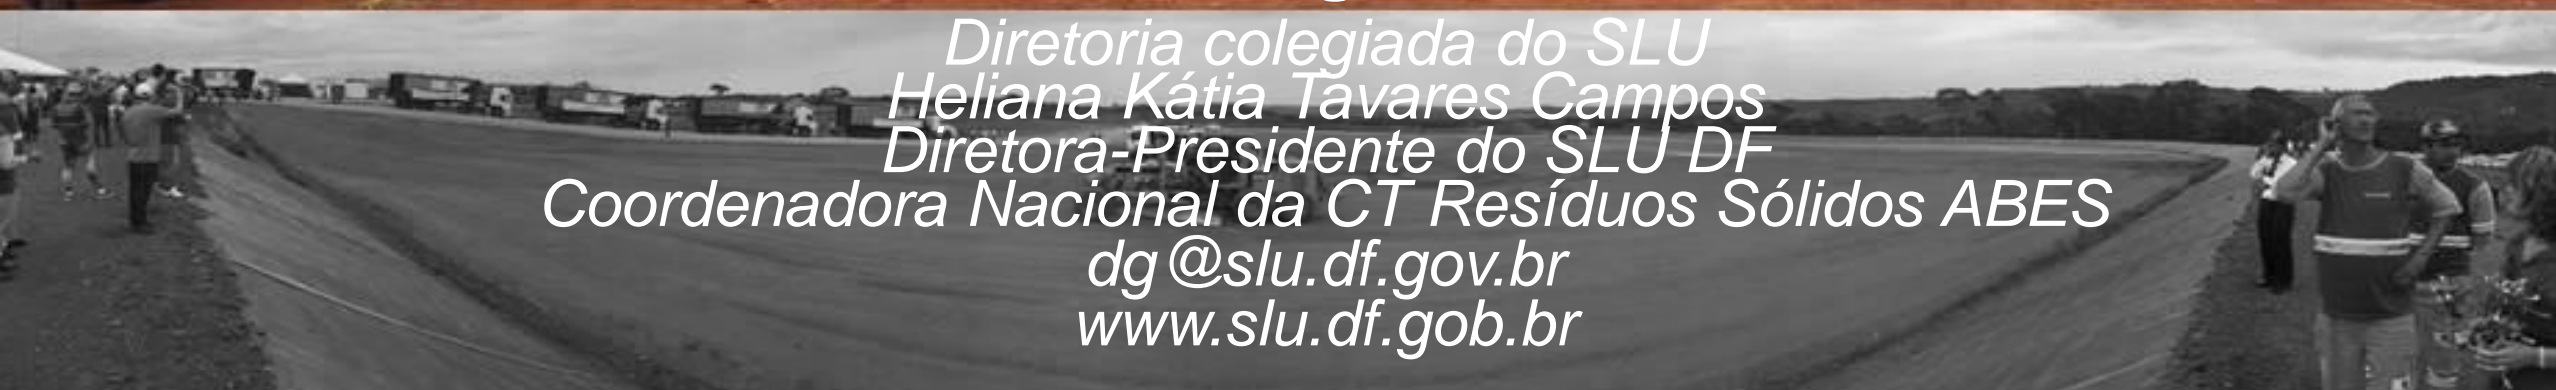 Diretoria colegiada do SLU
Heliana Kátia Tavares Campos
Diretora-Presidente do SLU DF
Coordenadora Nacional da CT Resíduos Sólidos ABES
dg@slu.df.gov.br
www.slu.df.gob.br